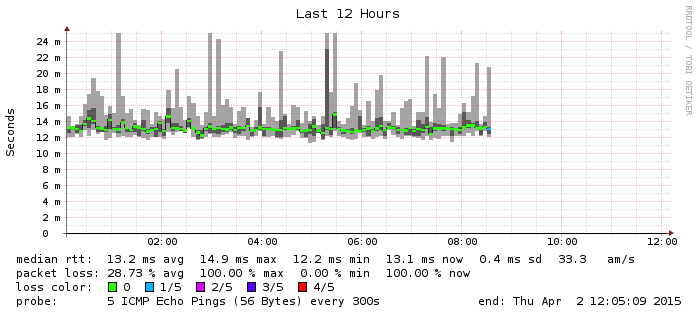 Last 12 Hours
RRDTOOL / TOBI OETIKER
Seconds
24 m
22 m
20 m
18 m
16 m
14 m
12 m
10 m
8 m
6 m
4 m
2 m
0
02:00 04:00 06:00 08:00 10:00 12:00
median rtt: 13.2 ms avg 14.9 ms max 12.2 ms min 13.1 ms now 0.4 ms sd 33.3 am/s
packet loss: 28.73 % avg 100.00 % max 0.00 % min 100.00 % now
loss color: 0 1/5 2/5 3/5 4/5
probe: 5 ICMP Echo Pings (56 Bytes) every 300s end: Thu Apr 2 12:05:09 2015